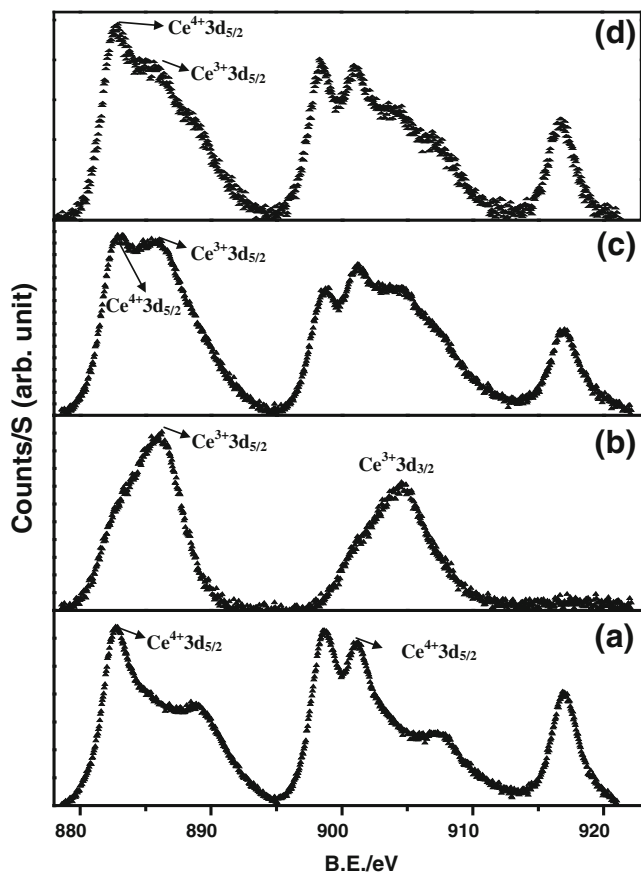 Ce⁴⁺3d₅/₂
(d)
Ce³⁺3d₅/₂
(c)
Ce³⁺3d₅/₂
Ce⁴⁺3d₅/₂
(b)
Ce³⁺3d₅/₂
Ce³⁺3d₃/₂
(a)
Ce⁴⁺3d₅/₂
Ce⁴⁺3d₅/₂
Counts/S (arb. unit)
880 890 900 910 920
B.E./eV